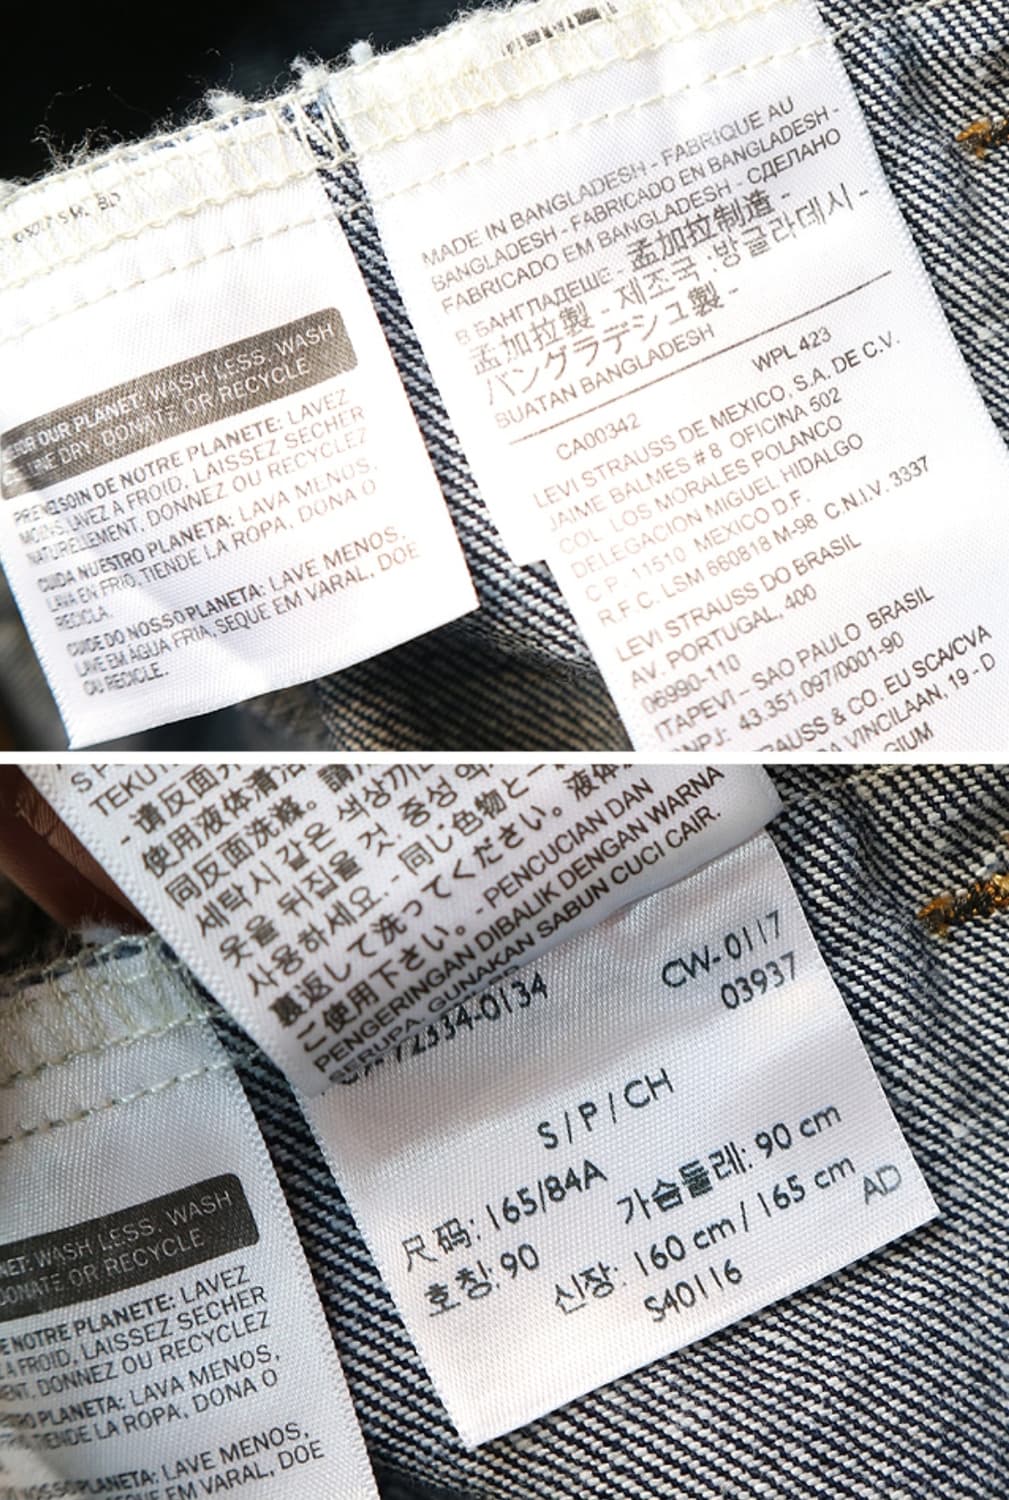 FOR OUR PLANET: WASH LESS, WASH
LINE DRY, DONATE OR RECYCLE
PRENEZ SOIN DE NOTRE PLANETE: LAVEZ
MOINS, LAVEZ A FROID, LAISSEZ SECHER
NATURELLEMENT, DONNEZ OU RECYCLEZ
CUIDA NUESTRO PLANETA: LAVA MENOS,
LAVA EN FRIO, TIENDE LA ROPA, DONA O
RECICLA.
CUIDE DO NOSSO PLANETA: LAVE MENOS,
LAVE EM ÁGUA FRIA, SEQUE EM VARAL, DOE
OU RECICLE.
MADE IN BANGLADESH - FABRIQUE AU
BANGLADESH - FABRICADO EN BANGLADESH -
FABRICADO EM BANGLADESH - СДЕЛАНО
В БАНГЛАДЕШЕ - 孟加拉制造 -
孟加拉製 - 제조국 :방글라데시 -
バングラデシュ製 -
BUATAN BANGLADESH
CA00342 WPL 423
LEVI STRAUSS DE MEXICO, S.A. DE C.V.
JAIME BALMES # 8 OFICINA 502
COL. LOS MORALES POLANCO
DELEGACION MIGUEL HIDALGO
C.P. 11510 MEXICO D.F.
R.F.C. LSM 660818 M-98 C.N.I.V. 3337
LEVI STRAUSS DO BRASIL
AV. PORTUGAL, 400
06990-110
ITAPEVI – SAO PAULO BRASIL
CNPJ: 43.351.097/0001-90
RAUSS & CO. EU SCA/CVA
A VINCILAAN, 19 - D
GIUM
TEKU
- 请反面
使用液体清洁
同反面洗滌。請
세탁시 같은 색상끼
옷을 뒤집을 것. 중성
사용하세요. - 同じ色物と一
裏返して洗ってください。液体
ご使用下さい。 - PENCUCIAN DAN
PENGERINGAN DIBALIK DENGAN WARNA
SERUPA, GUNAKAN SABUN CUCI CAIR.
72334-0134 CW-0117
03937
S / P / CH
尺码: 165/84A
호칭: 90 가슴둘레: 90 cm
신장: 160 cm / 165 cm AD
S40116
NET: WASH LESS, WASH
DONATE OR RECYCLE
E NOTRE PLANETE: LAVEZ
A FROID, LAISSEZ SECHER
ENT, DONNEZ OU RECYCLEZ
PLANETA: LAVA MENOS,
TIENDE LA ROPA, DONA O
NOSSO PLANETA: LAVE MENOS,
EM VARAL, DOE